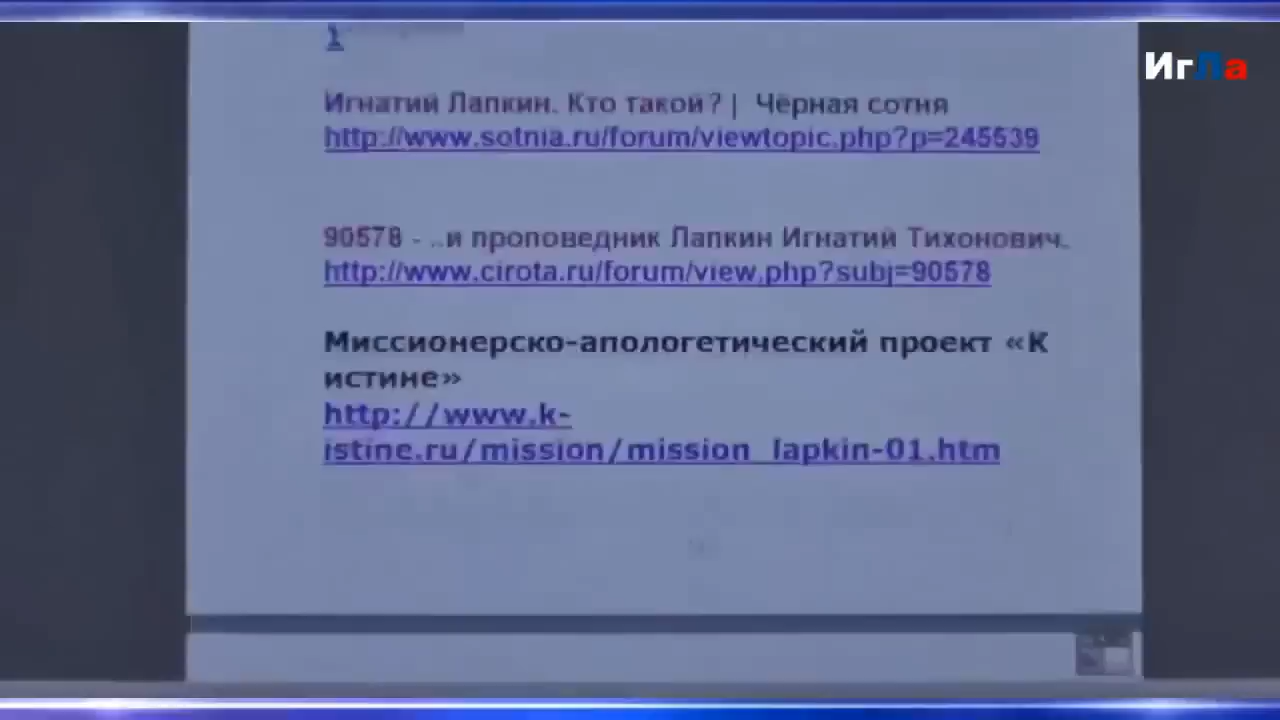 ИгЛа
1
Игнатий Лапкин. Кто такой? | Чёрная сотня
http://www.sotnia.ru/forum/viewtopic.php?p=245539
90578 - ..и проповедник Лапкин Игнатий Тихонович.
http://www.cirota.ru/forum/view.php?subj=90578
Миссионерско-апологетический проект «К
истине»
http://www.k-
istine.ru/mission/mission_lapkin-01.htm